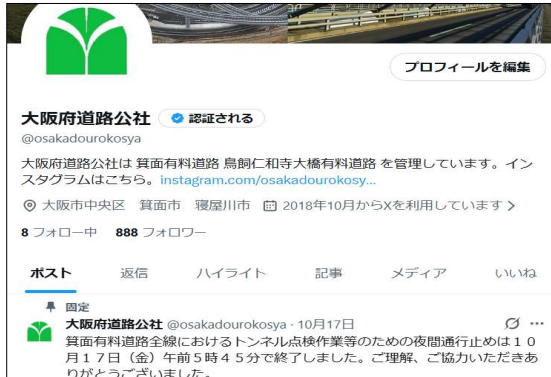 プロフィールを編集
大阪府道路公社 認証される
@osakadourokosya
大阪府道路公社は 箕面有料道路 鳥飼仁和寺大橋有料道路 を管理しています。イン
スタグラムはこちら。instagram.com/osakadourokosy...
大阪市中央区 箕面市 寝屋川市 2018年10月からXを利用しています
8 フォロー中 888 フォロワー
ポスト 返信 ハイライト 記事 メディア いいね
固定
大阪府道路公社 @osakadourokosya · 10月17日
箕面有料道路全線におけるトンネル点検作業等のための夜間通行止めは１０
月１７日（金）午前５時４５分で終了しました。ご理解、ご協力いただきあ
りがとうございました。